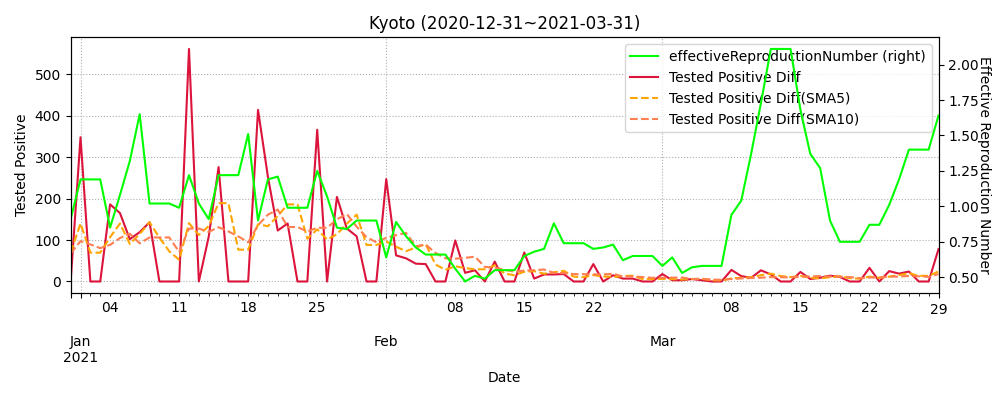 Kyoto (2020-12-31~2021-03-31)
effectiveReproductionNumber (right)
Tested Positive Diff
Tested Positive Diff(SMA5)
Tested Positive Diff(SMA10)
Tested Positive
500
400
300
200
100
0
2.00
1.75
1.50
1.25
1.00
0.75
0.50
Effective Reproduction Number
04 11 18 25 08 15 22 08 15 22 29
Jan Feb Mar
2021
Date